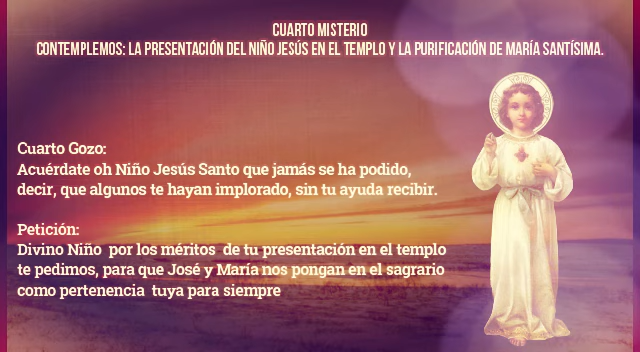 CUARTO MISTERIO
CONTEMPLEMOS: LA PRESENTACIÓN DEL NIÑO JESÚS EN EL TEMPLO Y LA PURIFICACIÓN DE MARÍA SANTÍSIMA.
Cuarto Gozo:
Acuérdate oh Niño Jesús Santo que jamás se ha podido,
decir, que algunos te hayan implorado, sin tu ayuda recibir.
Petición:
Divino Niño por los méritos de tu presentación en el templo
te pedimos, para que José y María nos pongan en el sagrario
como pertenencia tuya para siempre